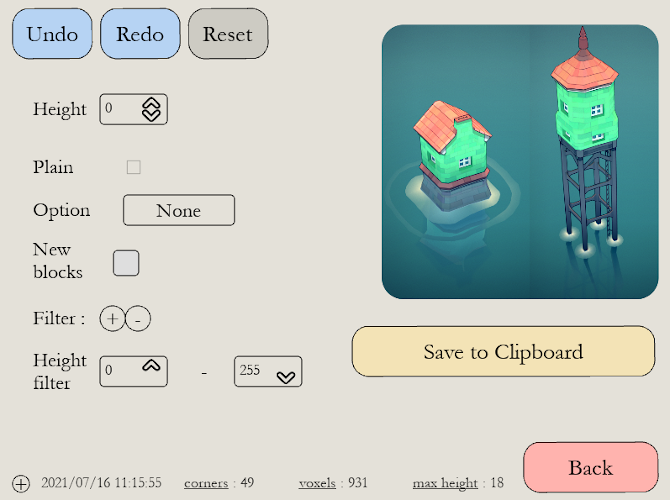 Undo Redo Reset
Height 0
Plain
Option None
New
blocks
Filter : + -
Height
filter 0 - 255
Save to Clipboard
Back
2021/07/16 11:15:55 corners : 49 voxels : 931 max height : 18